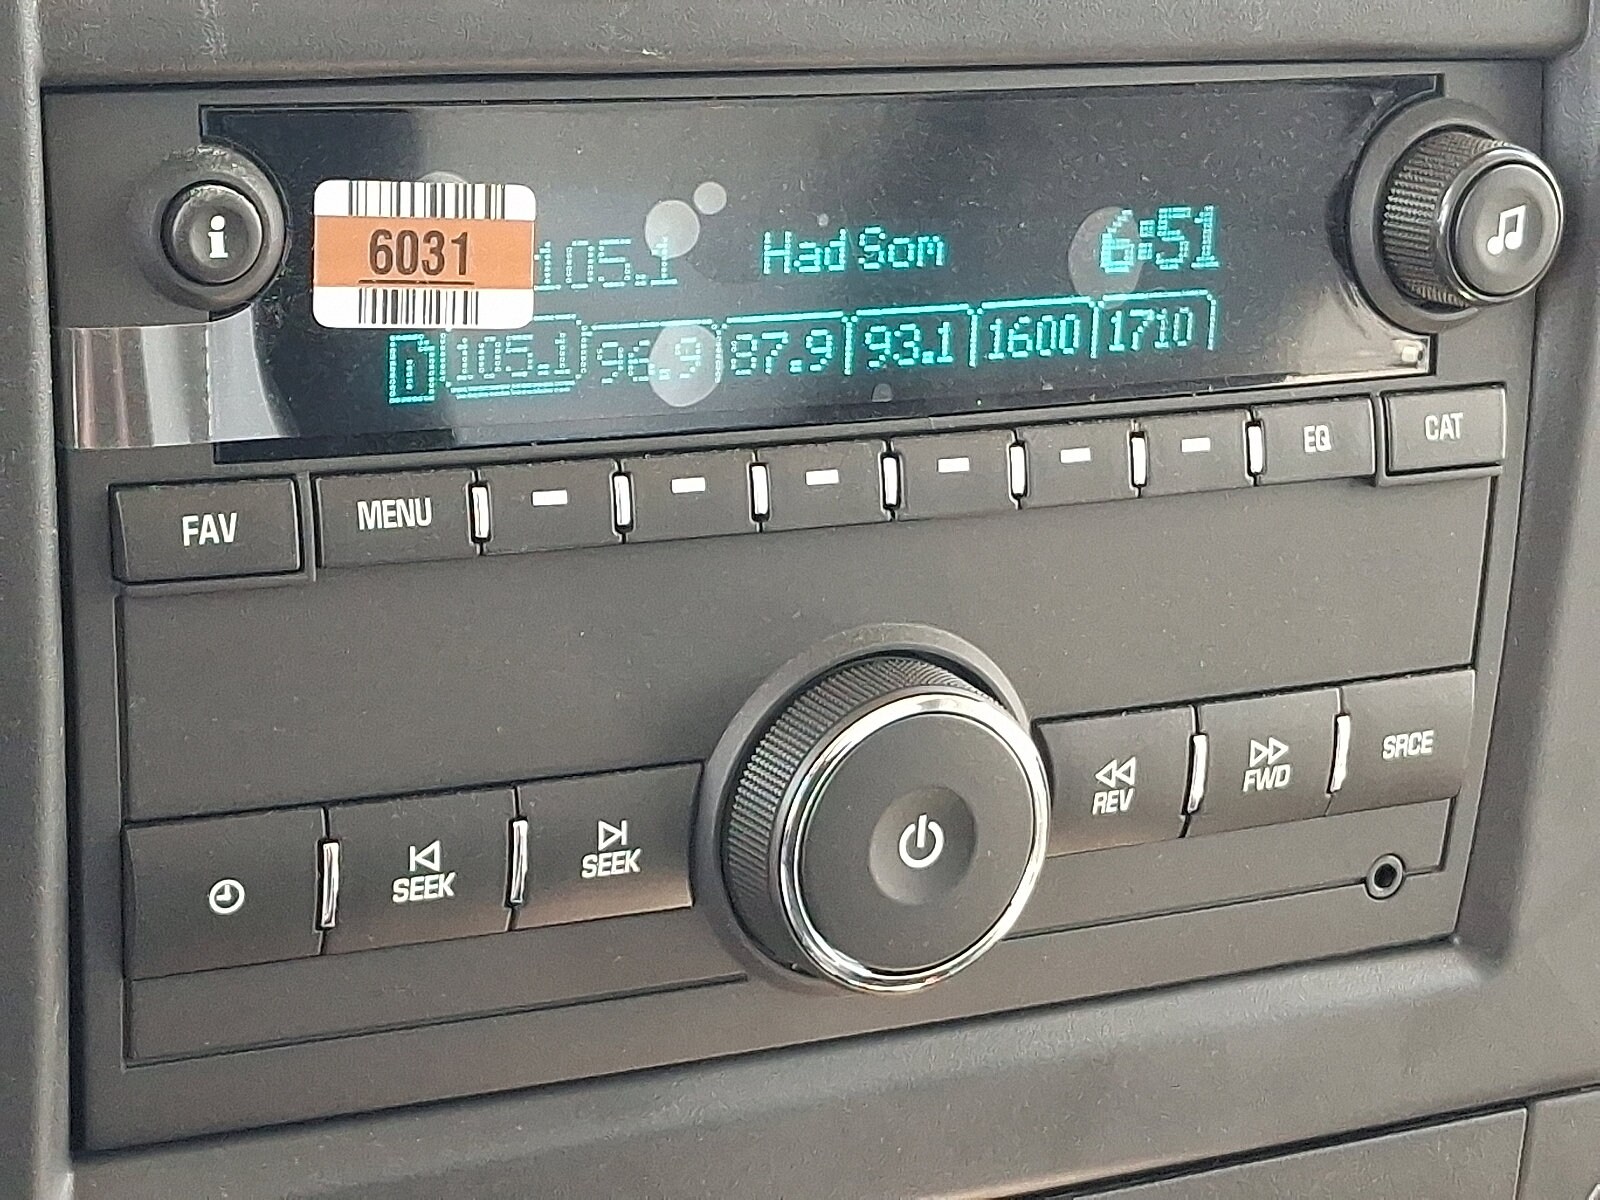 i
6031
105.1 Had Som 6:51
105.1 96.9 87.9 93.1 1600 1710
FAV MENU EQ CAT
SEEK SEEK REV FWD SRCE